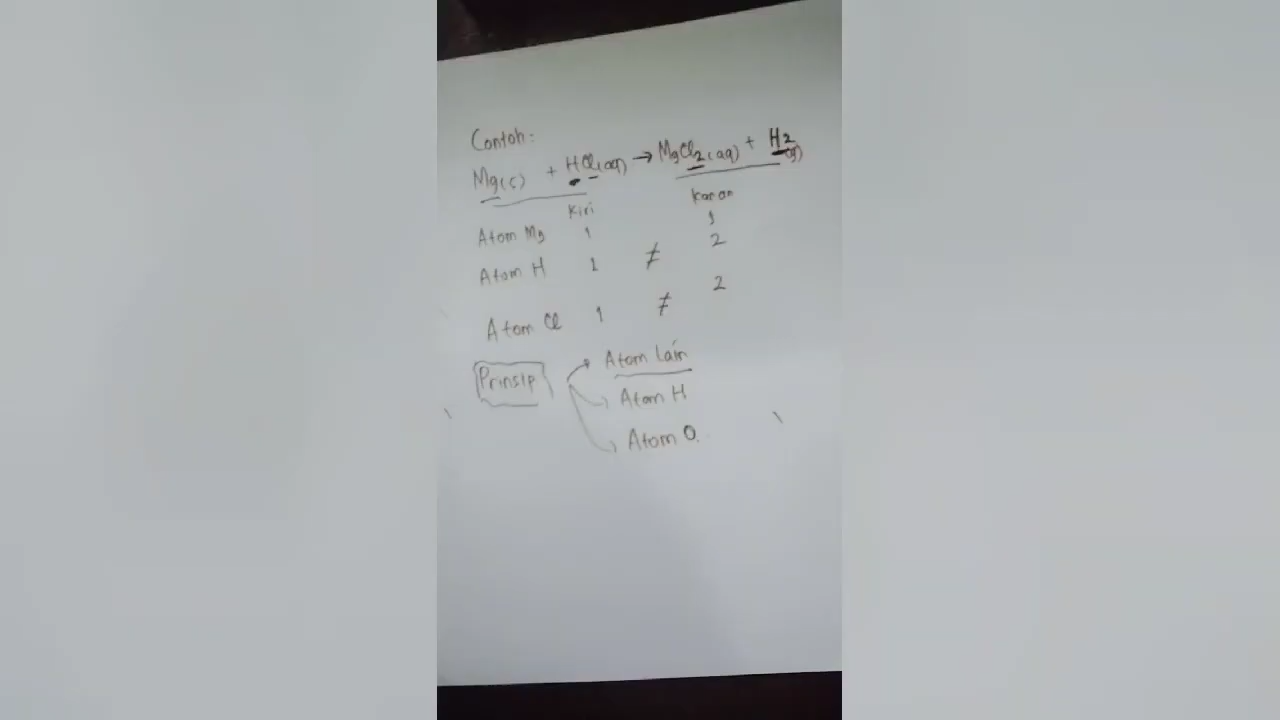 Contoh:
Mg(s) + HCl(aq) → MgCl2(aq) + H2(g)
Kiri Kanan
Atom Mg 1 1
Atom H 1 ≠ 2
Atom Cl 1 ≠ 2
Prinsip
Atom Lain
Atom H
Atom O